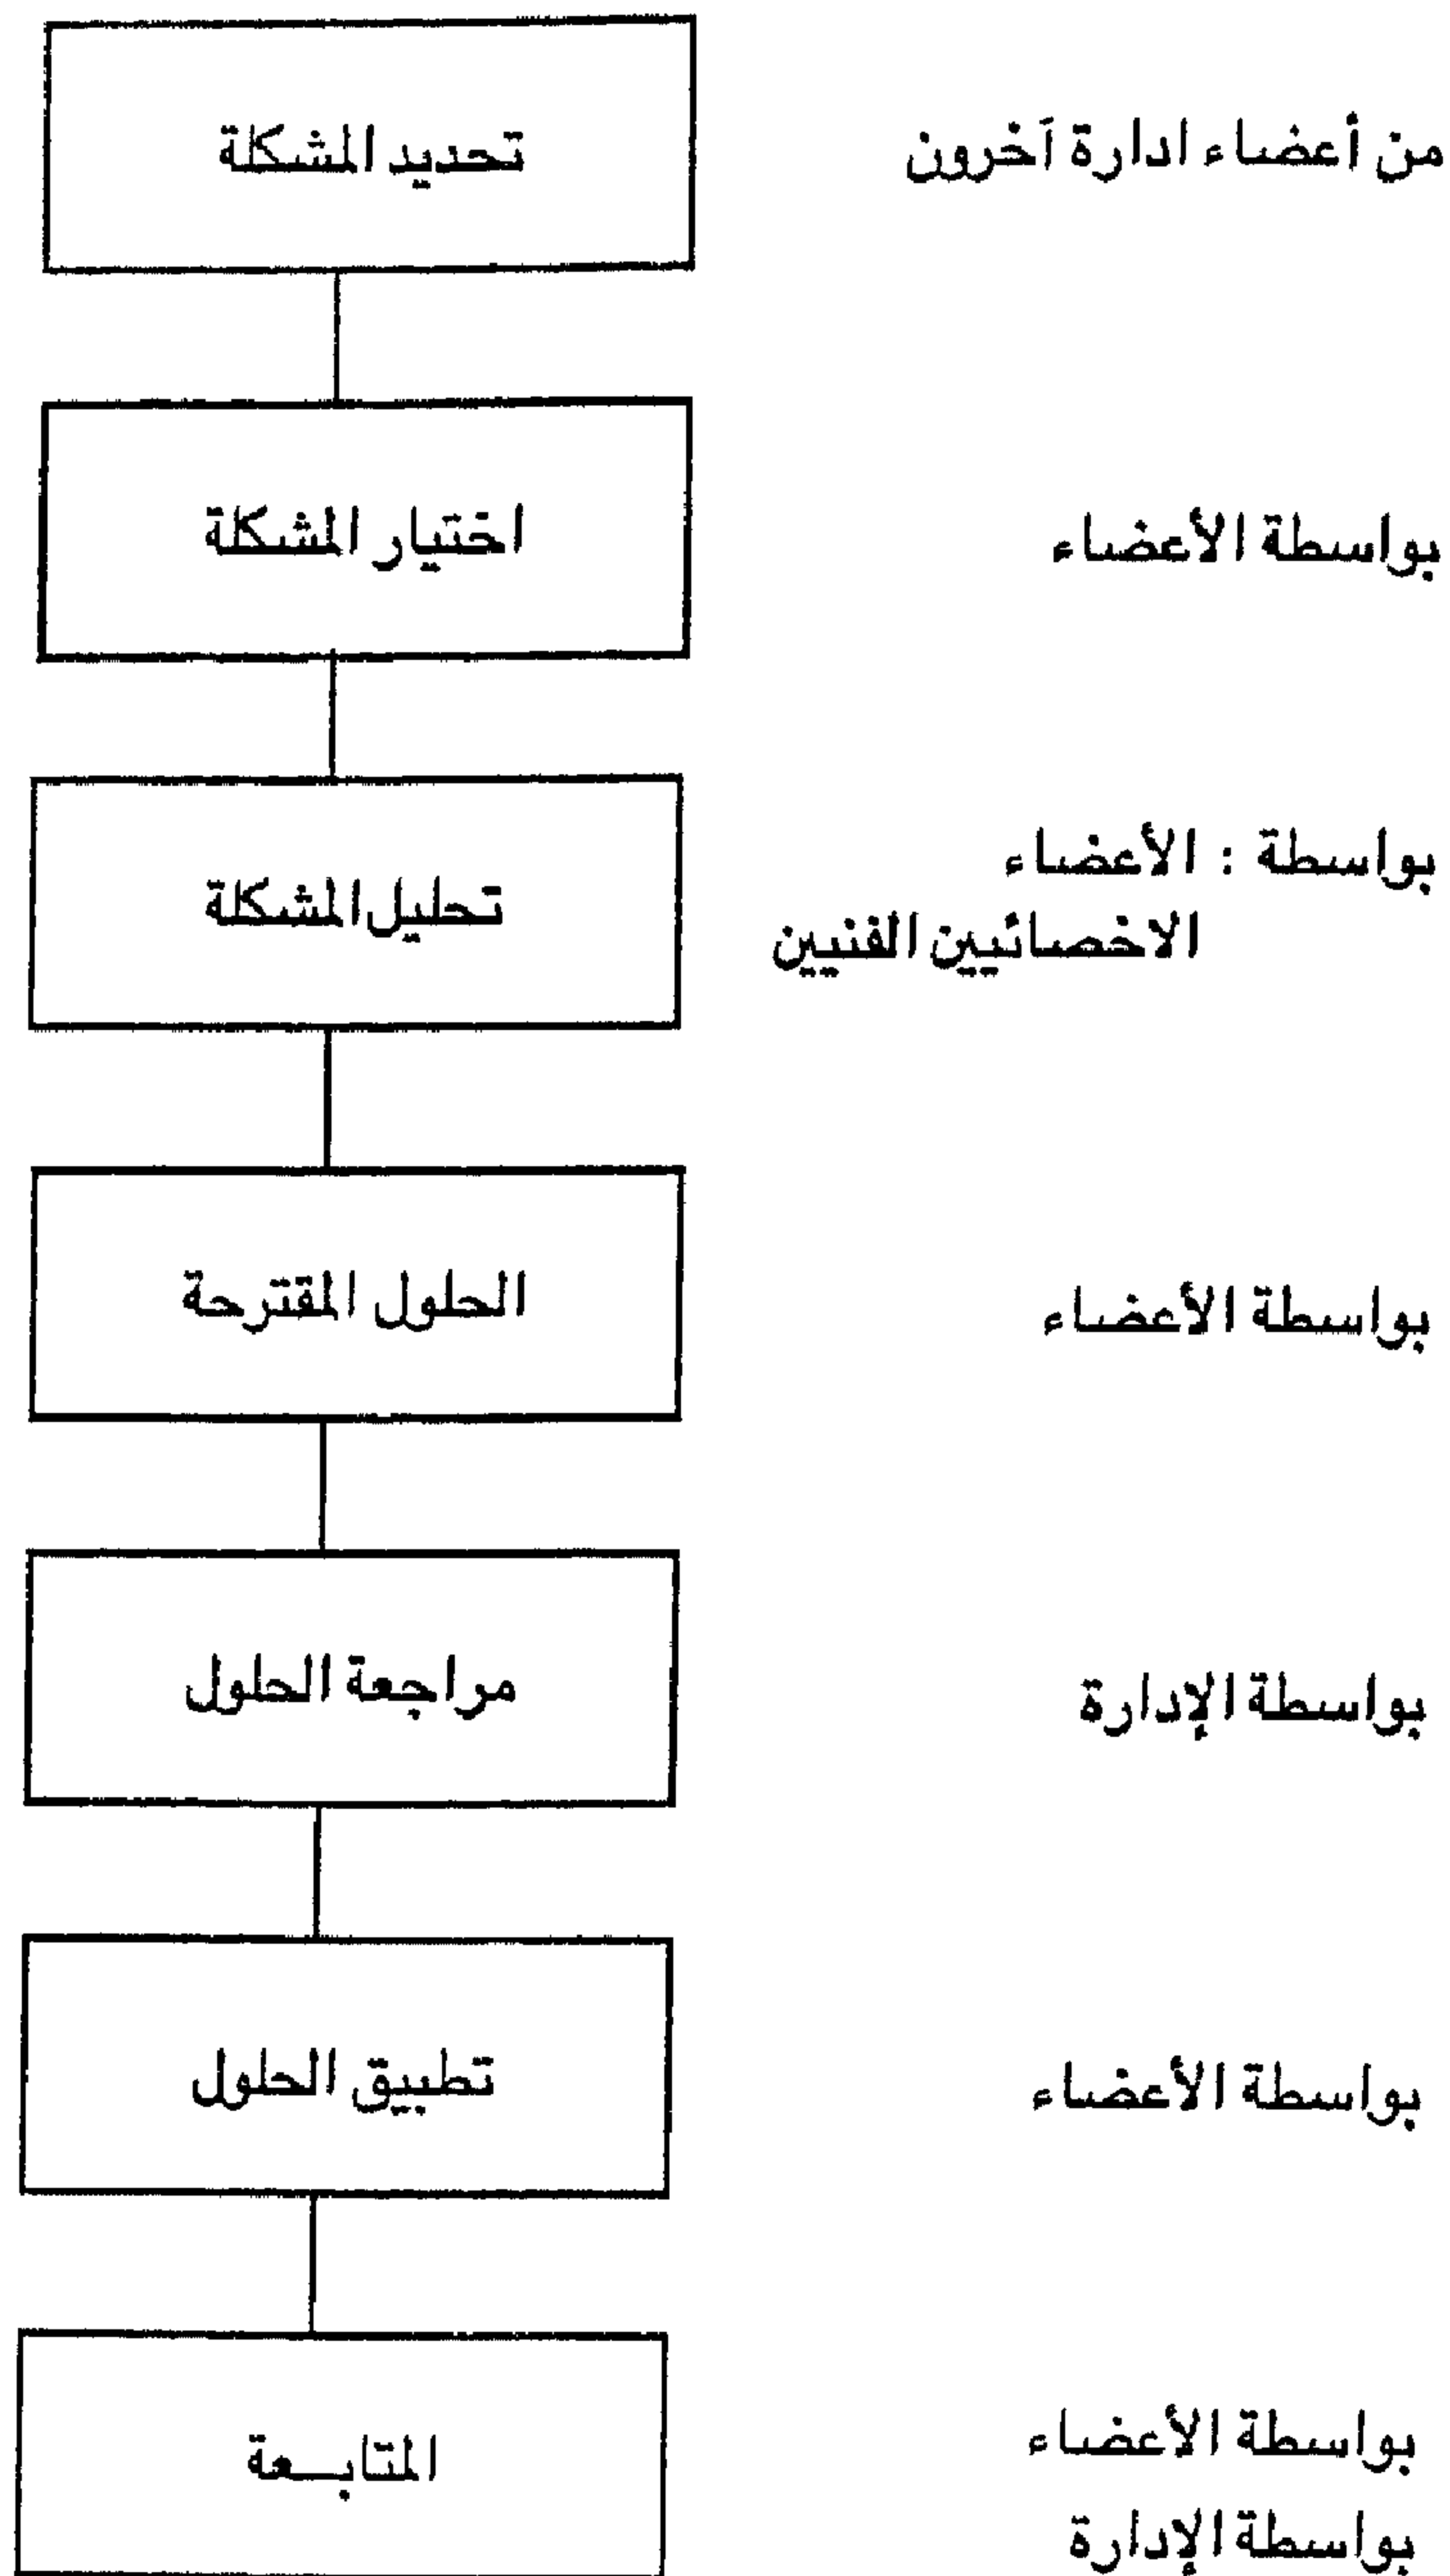 من أعضاء ادارة آخرون
تحديد المشكلة
بواسطة الأعضاء
اختيار المشكلة
بواسطة : الأعضاء
الاخصائيين الفنيين
تحليل المشكلة
بواسطة الأعضاء
الحلول المقترحة
بواسطة الإدارة
مراجعة الحلول
بواسطة الأعضاء
تطبيق الحلول
بواسطة الأعضاء
بواسطة الإدارة
المتابـعة